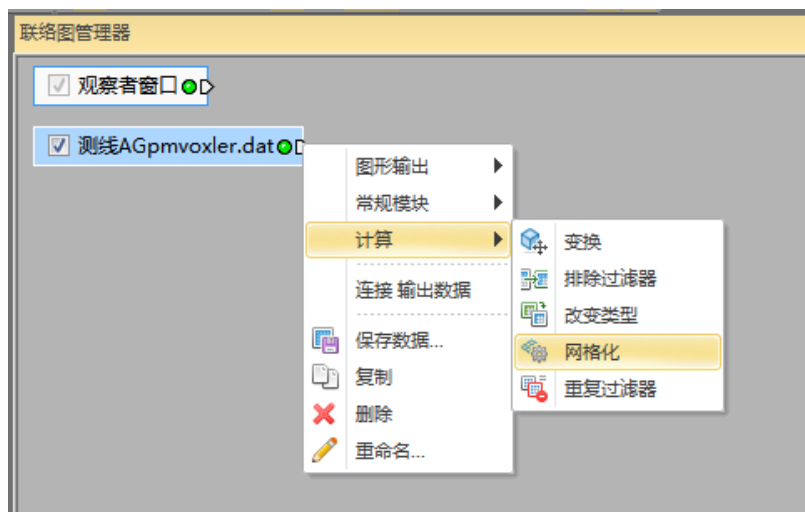 联络图管理器
观察者窗口
测线AGpmvoxler.dat
图形输出
常规模块
计算
连接 输出数据
保存数据...
复制
删除
重命名...
变换
排除过滤器
改变类型
网格化
重复过滤器